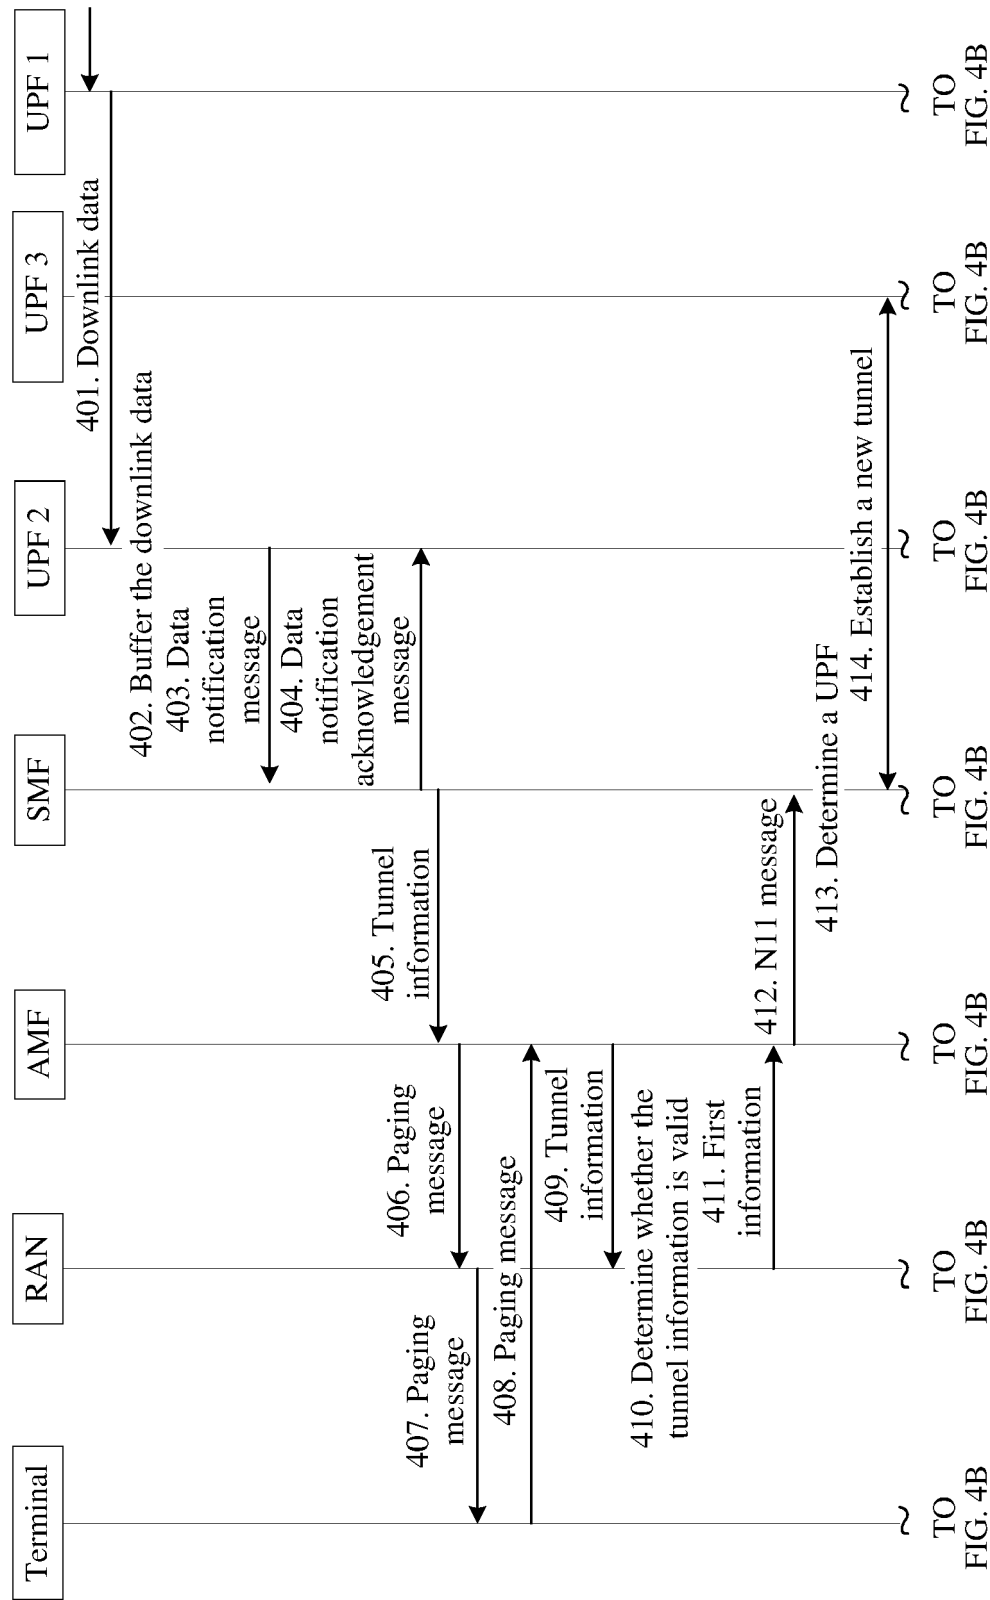 Terminal
RAN
AMF
SMF
UPF 2
UPF 3
UPF 1
401. Downlink data
402. Buffer the downlink data
403. Data
notification
message
404. Data
notification
acknowledgement
message
405. Tunnel
information
406. Paging
message
407. Paging
message
408. Paging message
409. Tunnel
information
410. Determine whether the
tunnel information is valid
411. First
information
412. N11 message
413. Determine a UPF
414. Establish a new tunnel
TO
FIG. 4B
TO
FIG. 4B
TO
FIG. 4B
TO
FIG. 4B
TO
FIG. 4B
TO
FIG. 4B
TO
FIG. 4B